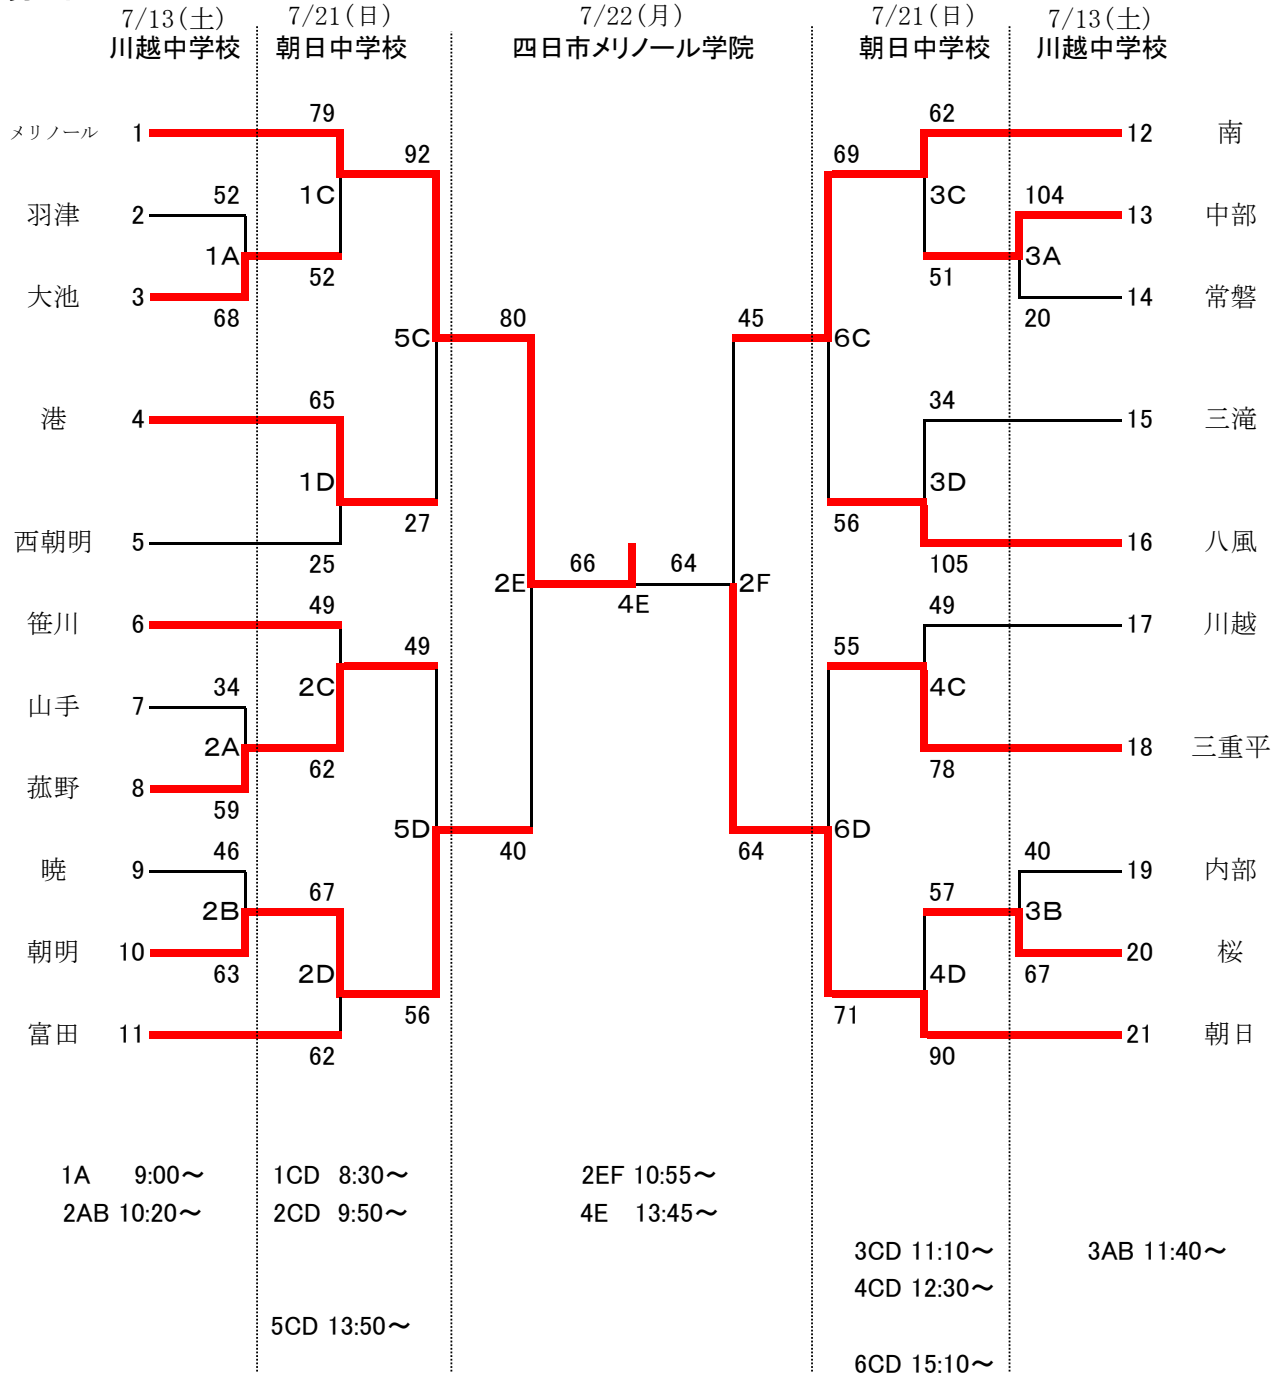 7/13(土) 7/21(日) 7/22(月) 7/21(日) 7/13(土)
川越中学校 朝日中学校 四日市メリノール学院 朝日中学校 川越中学校
79 62
メリノール 1 12 南
92 69
52 1C 3C 104
羽津 2 13 中部
1A 3A
52 51
大池 3 14 常磐
68 20
80 45
5C 6C
65 34
港 4 15 三滝
1D 3D
27 56
西朝明 5 16 八風
25 66 64 105
2E 2F
4E
49 49
笹川 6 17 川越
49 55
34 2C 4C
山手 7
2A 18 三重平
62 78
菰野 8
59
5D 6D
46 40 64 40
暁 9 19 内部
67 57
2B 3B
朝明 10 20 桜
63 2D 4D 67
56 71
富田 11 21 朝日
62 90
1A 9:00～ 1CD 8:30～ 2EF 10:55～
2AB 10:20～ 2CD 9:50～ 4E 13:45～
3CD 11:10～ 3AB 11:40～
4CD 12:30～
5CD 13:50～
6CD 15:10～